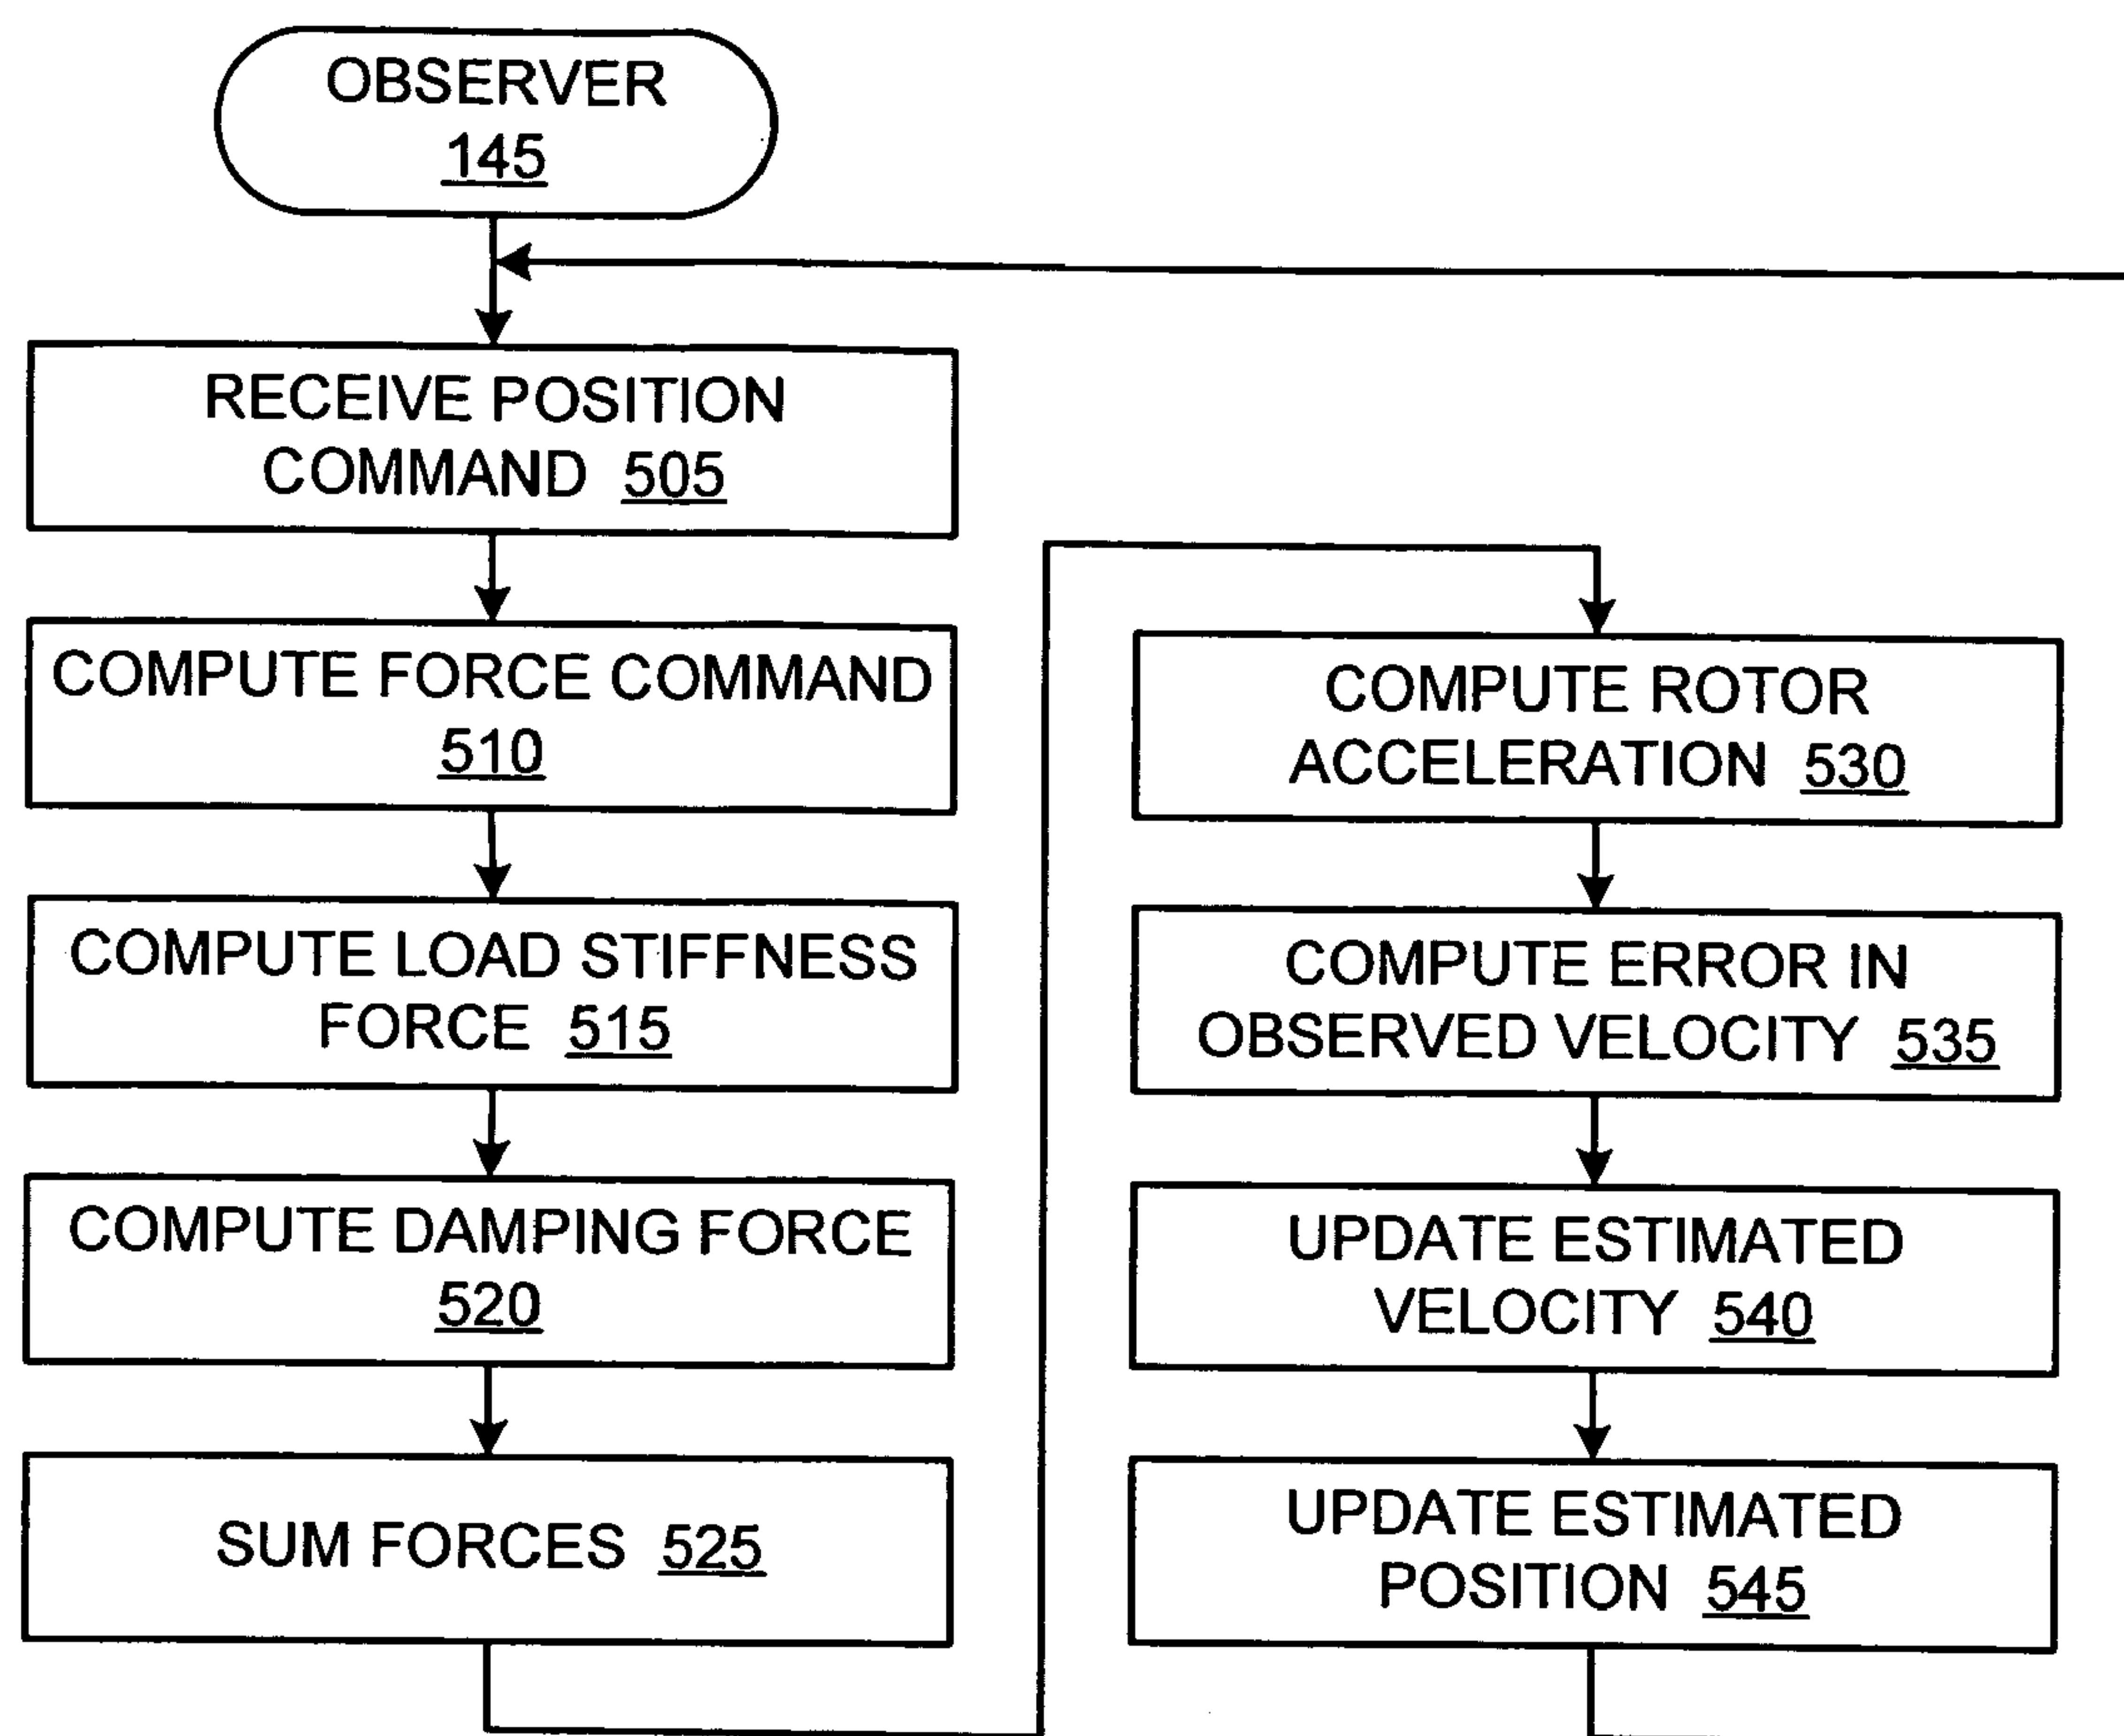 OBSERVER
145
RECEIVE POSITION
COMMAND 505
COMPUTE FORCE COMMAND
510
COMPUTE LOAD STIFFNESS
FORCE 515
COMPUTE DAMPING FORCE
520
SUM FORCES 525
COMPUTE ROTOR
ACCELERATION 530
COMPUTE ERROR IN
OBSERVED VELOCITY 535
UPDATE ESTIMATED
VELOCITY 540
UPDATE ESTIMATED
POSITION 545